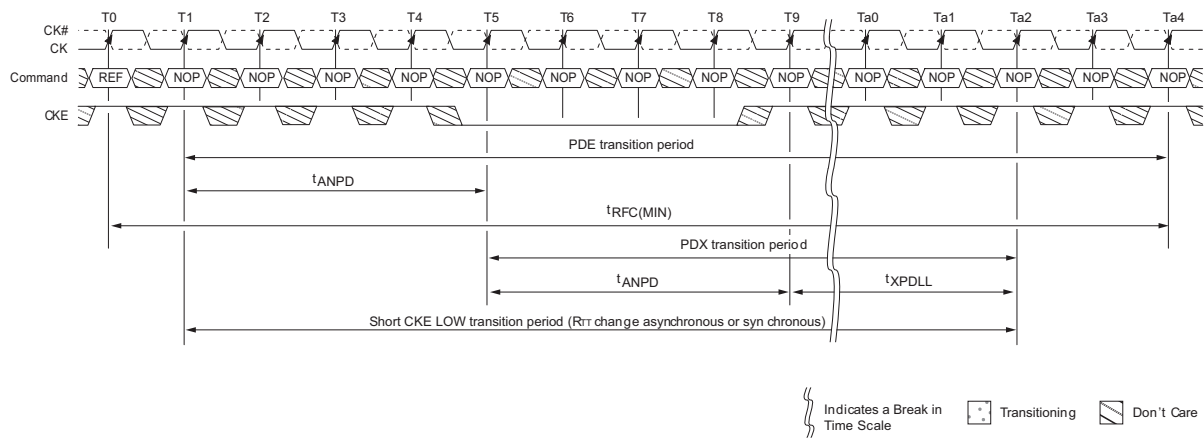 T0 T1 T2 T3 T4 T5 T6 T7 T8 T9 Ta0 Ta1 Ta2 Ta3 Ta4
CK#
CK
Command REF NOP NOP NOP NOP NOP NOP NOP NOP NOP NOP NOP NOP NOP NOP
CKE
PDE transition period
tANPD
tRFC(MIN)
PDX transition period
tANPD tXPDLL
Short CKE LOW transition period (RTT change asynchronous or syn chronous)
Indicates a Break in
Time Scale
Transitioning
Don't Care